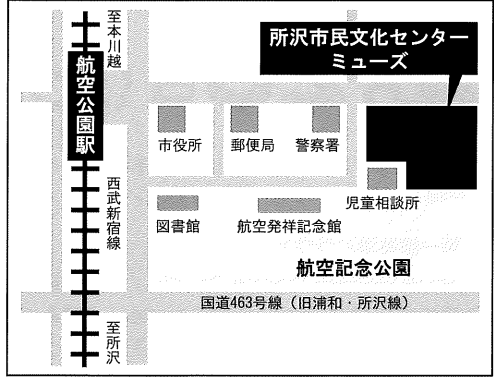 至本川越
航空公園駅
西武新宿線
至所沢
所沢市民文化センター
ミューズ
市役所
郵便局
警察署
児童相談所
図書館
航空発祥記念館
航空記念公園
国道463号線（旧浦和・所沢線）